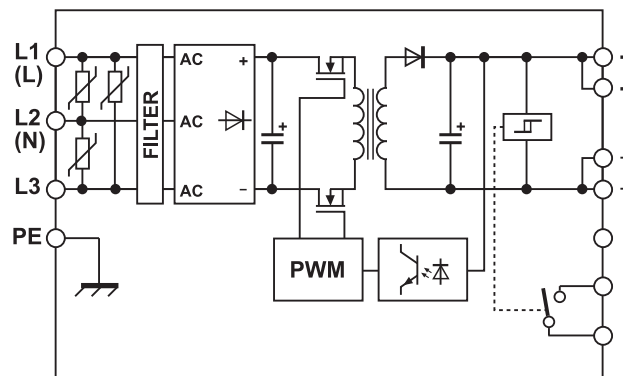 L1
(L)
L2
(N)
L3
PE
FILTER
AC
AC
AC
+
–
+
+
PWM